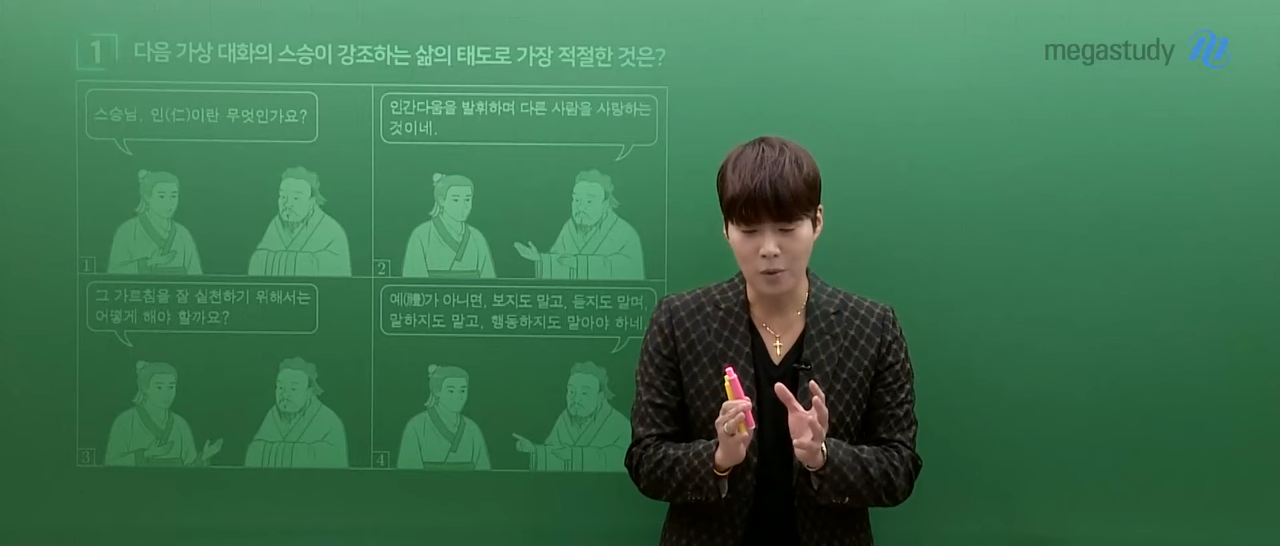 1 다음 가상 대화의 스승이 강조하는 삶의 태도로 가장 적절한 것은?
megastudy
스승님, 인(仁)이란 무엇인가요?
1
인간다움을 발휘하며 다른 사람을 사랑하는
것이네.
2
그 가르침을 잘 실천하기 위해서는
어떻게 해야 할까요?
3
예(禮)가 아니면, 보지도 말고, 듣지도 말며,
말하지도 말고, 행동하지도 말아야 하네
4